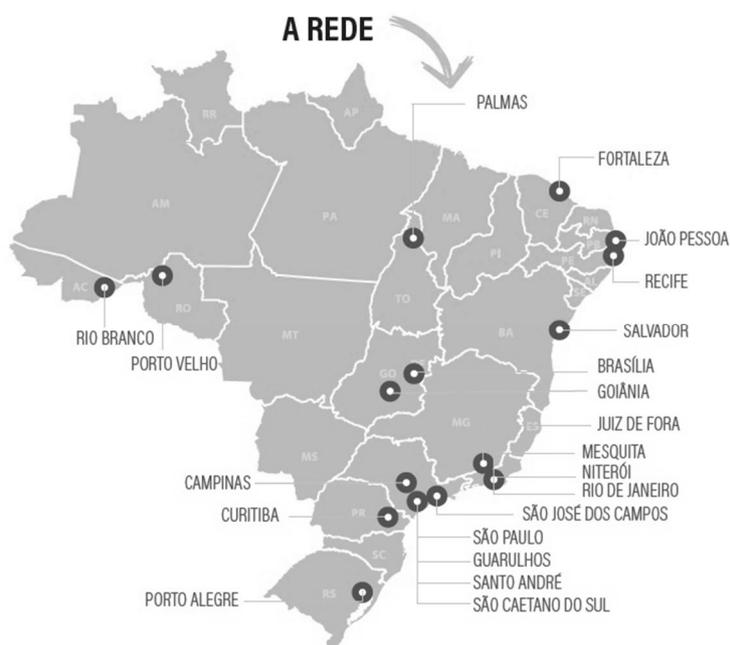 A REDE
PALMAS
FORTALEZA
RR
AP
AM
PA
MA
CE
RN
PB
JOÃO PESSOA
PI
PE
RECIFE
AC
RO
TO
AL
SE
SALVADOR
RIO BRANCO
PORTO VELHO
MT
BA
BRASÍLIA
GO
GOIÂNIA
MG
ES
JUIZ DE FORA
MS
MESQUITA
NITERÓI
RIO DE JANEIRO
CAMPINAS
CURITIBA
PR
SÃO JOSÉ DOS CAMPOS
SÃO PAULO
GUARULHOS
SANTO ANDRÉ
SÃO CAETANO DO SUL
SC
RS
PORTO ALEGRE